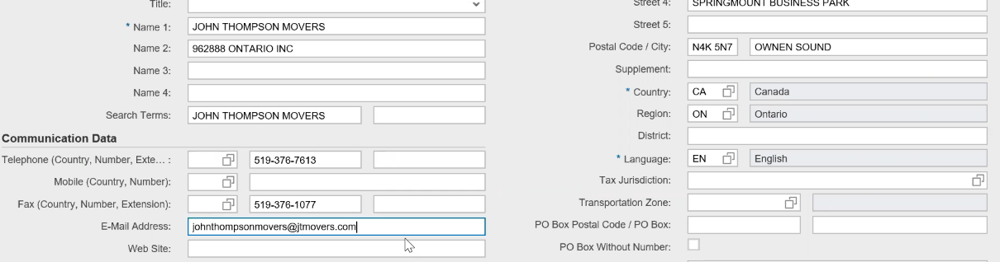 Title:
* Name 1: JOHN THOMPSON MOVERS
Name 2: 962888 ONTARIO INC
Name 3:
Name 4:
Search Terms: JOHN THOMPSON MOVERS
Communication Data
Telephone (Country, Number, Exte... : 519-376-7613
Mobile (Country, Number):
Fax (Country, Number, Extension): 519-376-1077
E-Mail Address: johnthompsonmovers@jtmovers.com
Web Site:
Street 4: SPRINGMOUNT BUSINESS PARK
Street 5:
Postal Code / City: N4K 5N7 OWNEN SOUND
Supplement:
* Country: CA Canada
Region: ON Ontario
District:
* Language: EN English
Tax Jurisdiction:
Transportation Zone:
PO Box Postal Code / PO Box:
PO Box Without Number: